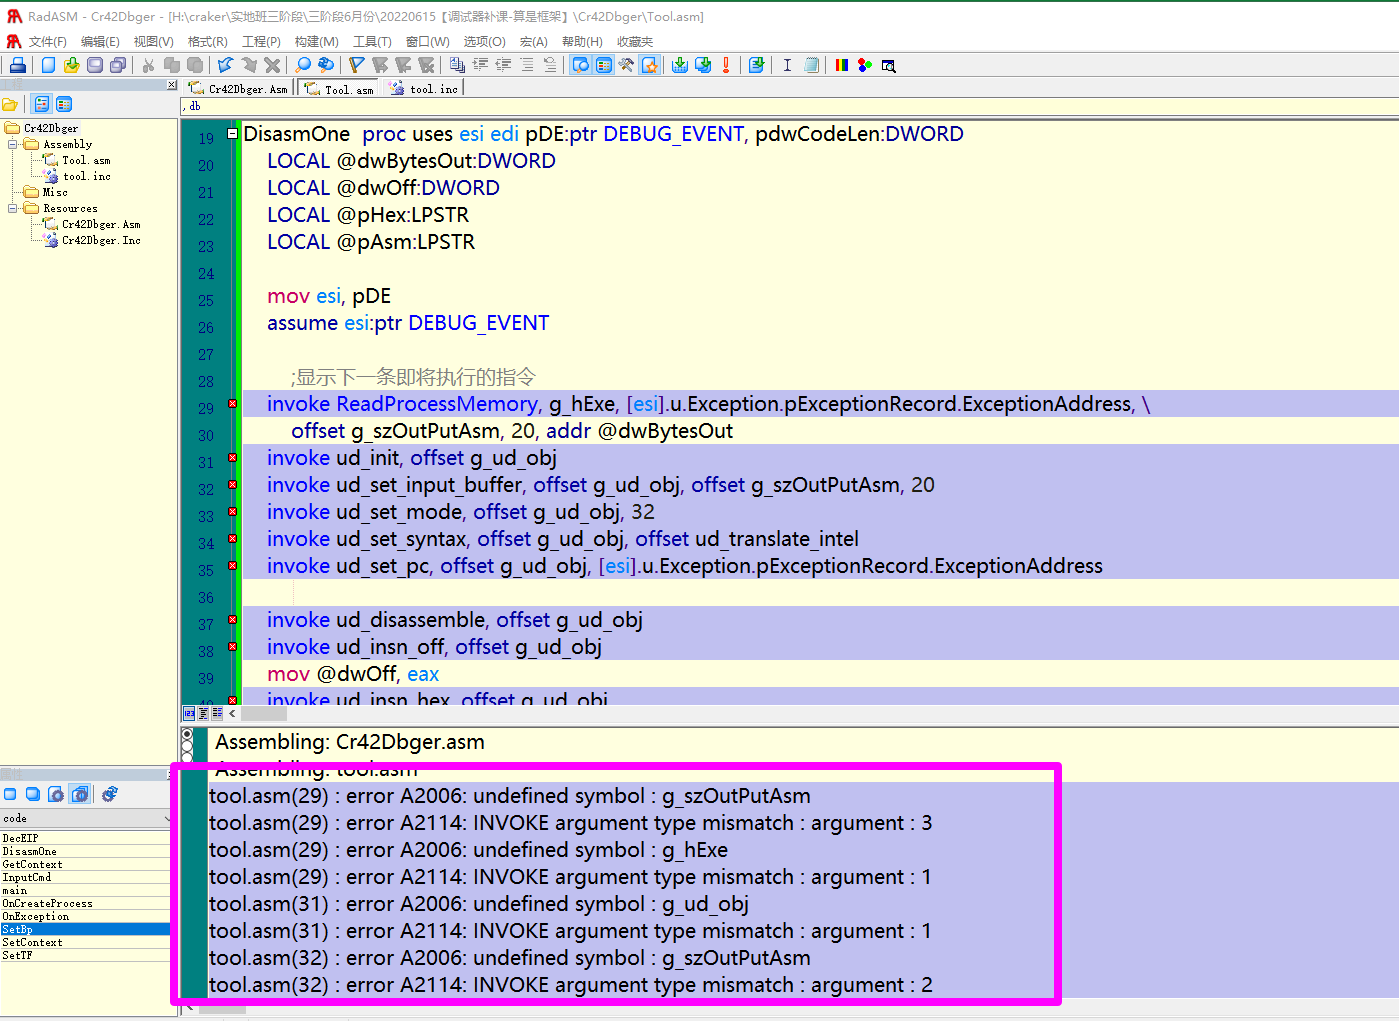 RadASM - Cr42Dbger - [H:\craker\实地班三阶段\三阶段6月份\20220615【调试器补课-算是框架】\Cr42Dbger\Tool.asm]
文件(F) 编辑(E) 视图(V) 格式(R) 工程(P) 构建(M) 工具(T) 窗口(W) 选项(O) 宏(A) 帮助(H) 收藏夹
Cr42Dbger.Asm Tool.asm tool.inc
,db
Cr42Dbger
Assembly
Tool.asm
tool.inc
Misc
Resources
Cr42Dbger.Asm
Cr42Dbger.Inc
19 DisasmOne proc uses esi edi pDE:ptr DEBUG_EVENT, pdwCodeLen:DWORD
20 LOCAL @dwBytesOut:DWORD
21 LOCAL @dwOff:DWORD
22 LOCAL @pHex:LPSTR
23 LOCAL @pAsm:LPSTR
24
25 mov esi, pDE
26 assume esi:ptr DEBUG_EVENT
27
28 ;显示下一条即将执行的指令
29 invoke ReadProcessMemory, g_hExe, [esi].u.Exception.pExceptionRecord.ExceptionAddress, \
30 offset g_szOutPutAsm, 20, addr @dwBytesOut
31 invoke ud_init, offset g_ud_obj
32 invoke ud_set_input_buffer, offset g_ud_obj, offset g_szOutPutAsm, 20
33 invoke ud_set_mode, offset g_ud_obj, 32
34 invoke ud_set_syntax, offset g_ud_obj, offset ud_translate_intel
35 invoke ud_set_pc, offset g_ud_obj, [esi].u.Exception.pExceptionRecord.ExceptionAddress
36
37 invoke ud_disassemble, offset g_ud_obj
38 invoke ud_insn_off, offset g_ud_obj
39 mov @dwOff, eax
40 invoke ud_insn_hex, offset g_ud_obj
code
DecEIP
DisasmOne
GetContext
InputCmd
main
OnCreateProcess
OnException
SetBp
SetContext
SetTF
Assembling: Cr42Dbger.asm
Assembling: tool.asm
tool.asm(29) : error A2006: undefined symbol : g_szOutPutAsm
tool.asm(29) : error A2114: INVOKE argument type mismatch : argument : 3
tool.asm(29) : error A2006: undefined symbol : g_hExe
tool.asm(29) : error A2114: INVOKE argument type mismatch : argument : 1
tool.asm(31) : error A2006: undefined symbol : g_ud_obj
tool.asm(31) : error A2114: INVOKE argument type mismatch : argument : 1
tool.asm(32) : error A2006: undefined symbol : g_szOutPutAsm
tool.asm(32) : error A2114: INVOKE argument type mismatch : argument : 2